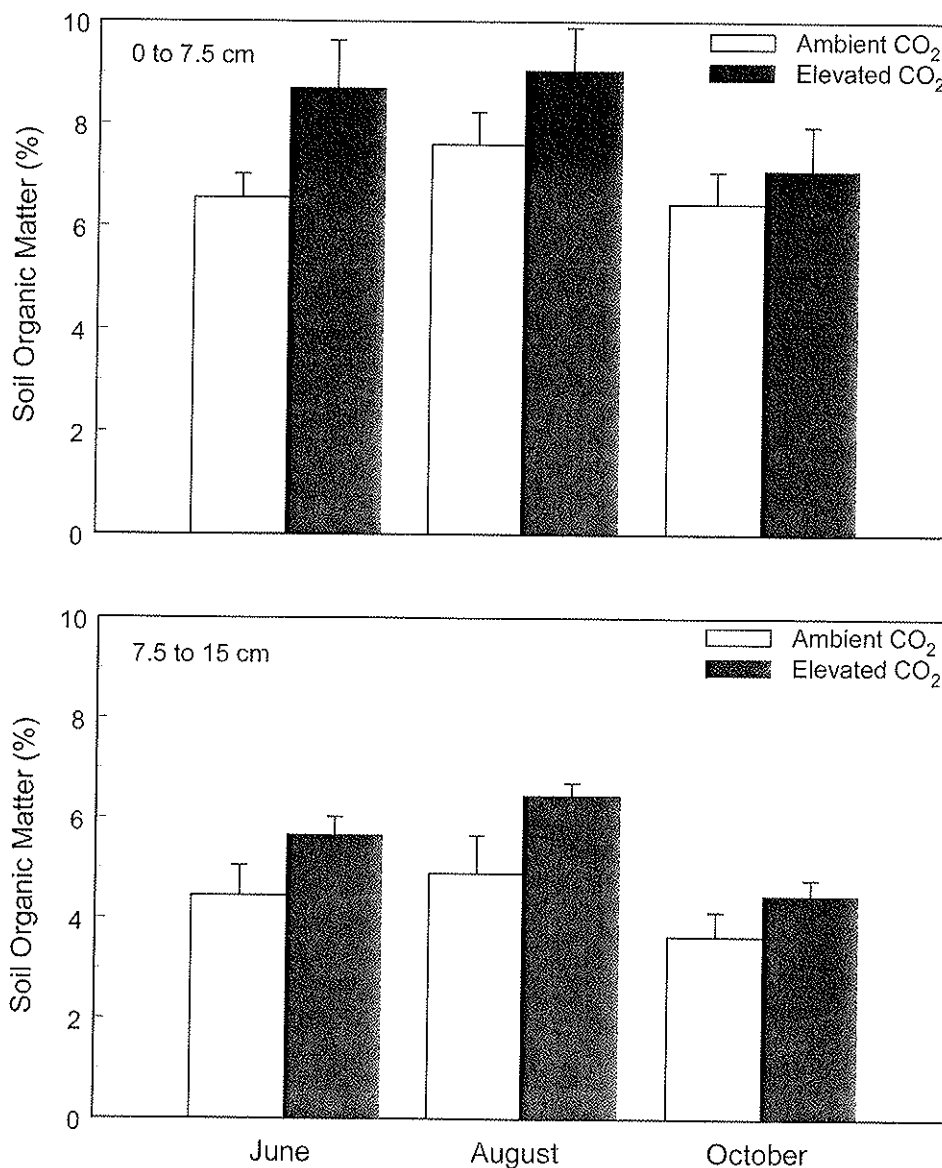 10
0 to 7.5 cm
Ambient CO₂
Elevated CO₂
8
6
4
2
0
Soil Organic Matter (%)
10
7.5 to 15 cm
Ambient CO₂
Elevated CO₂
8
6
4
2
0
Soil Organic Matter (%)
June August October